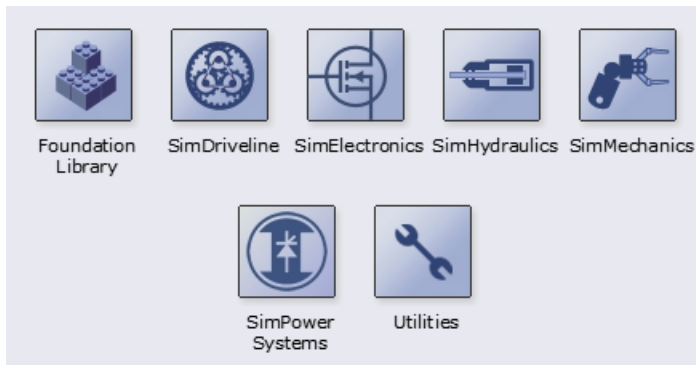 Foundation
Library
SimDriveline
SimElectronics
SimHydraulics
SimMechanics
SimPower
Systems
Utilities